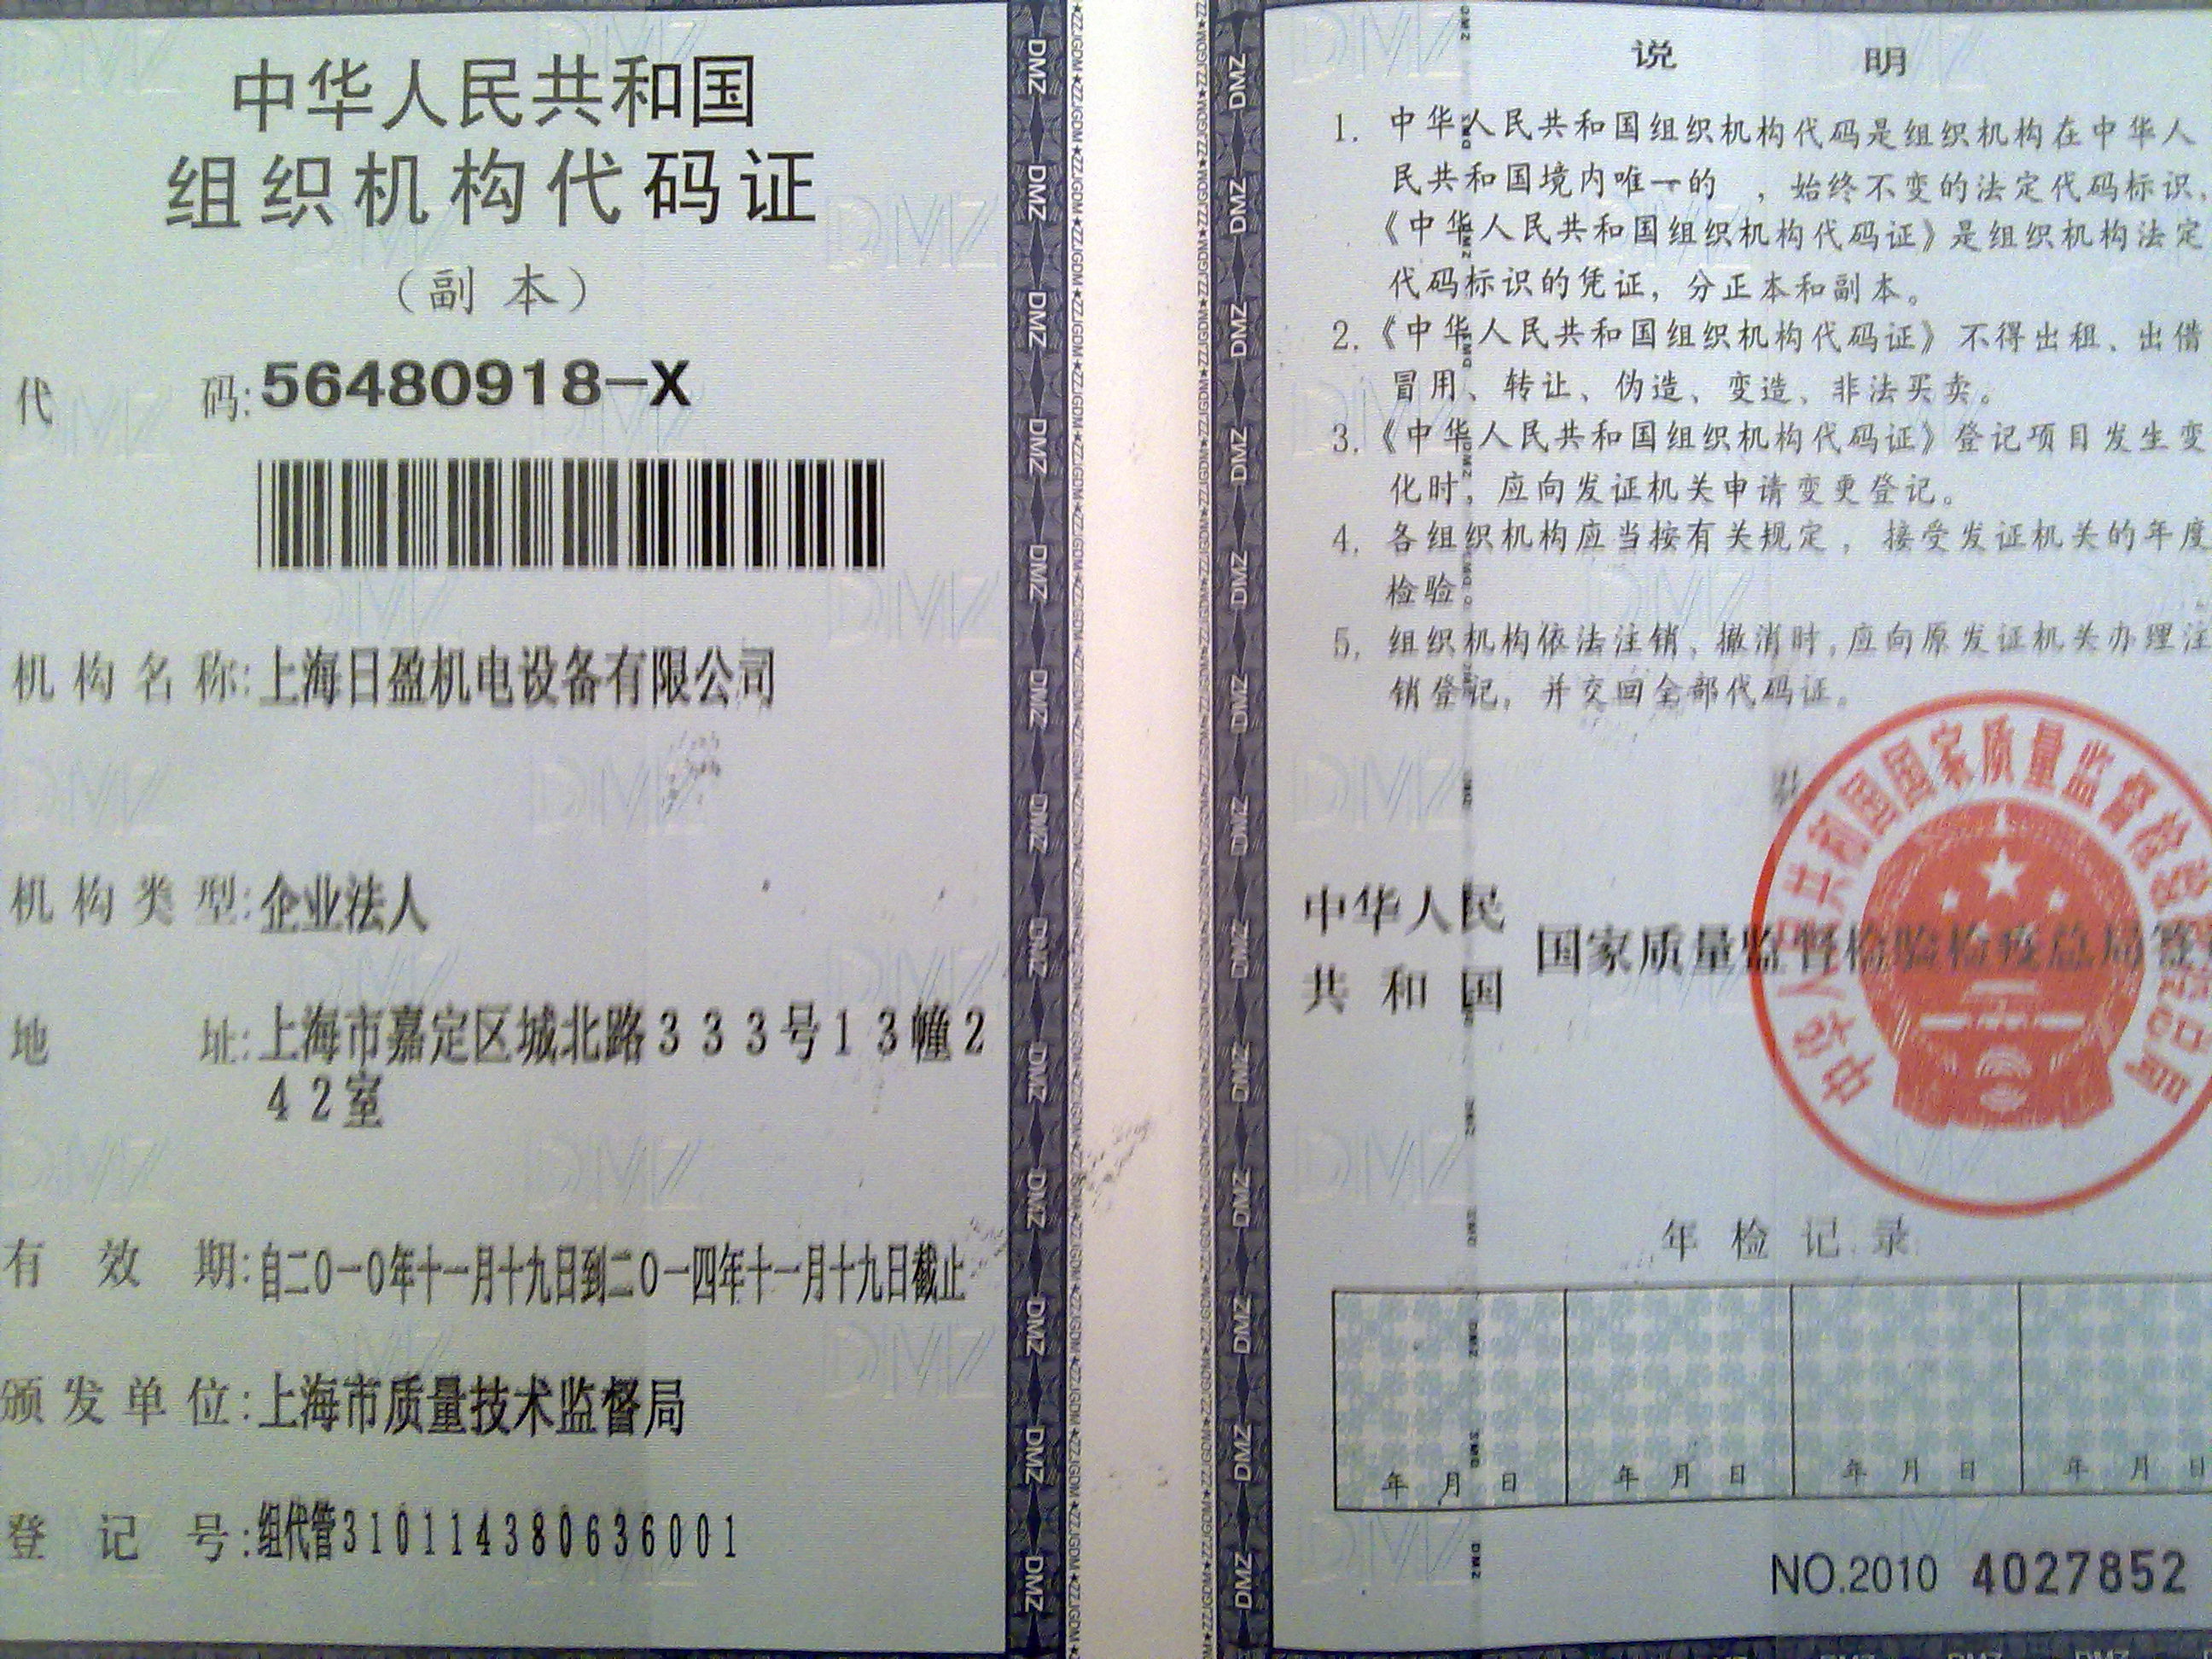 中华人民共和国
组织机构代码证
（副 本）
代 码：56480918-X
机构名称：上海日盈机电设备有限公司
机构类型：企业法人
地 址：上海市嘉定区城北路333号13幢2
42室
有 效 期：自二〇一〇年十一月十九日到二〇一四年十一月十九日截止
颁发单位：上海市质量技术监督局
登 记 号：组代管310114380636001
说 明
1. 中华人民共和国组织机构代码是组织机构在中华人
民共和国境内唯一的 ，始终不变的法定代码标识，
《中华人民共和国组织机构代码证》是组织机构法定
代码标识的凭证，分正本和副本。
2.《中华人民共和国组织机构代码证》不得出租、出借
冒用、转让、伪造、变造、非法买卖。
3.《中华人民共和国组织机构代码证》登记项目发生变
化时，应向发证机关申请变更登记。
4. 各组织机构应当按有关规定，接受发证机关的年度
检验。
5. 组织机构依法注销、撤消时，应向原发证机关办理注
销登记，并交回全部代码证。
中华人民
共和国
国家质量监督检验检疫总局签
年检记录
年 月 日 年 月 日 年 月 日 年 月 日
NO.2010 4027852